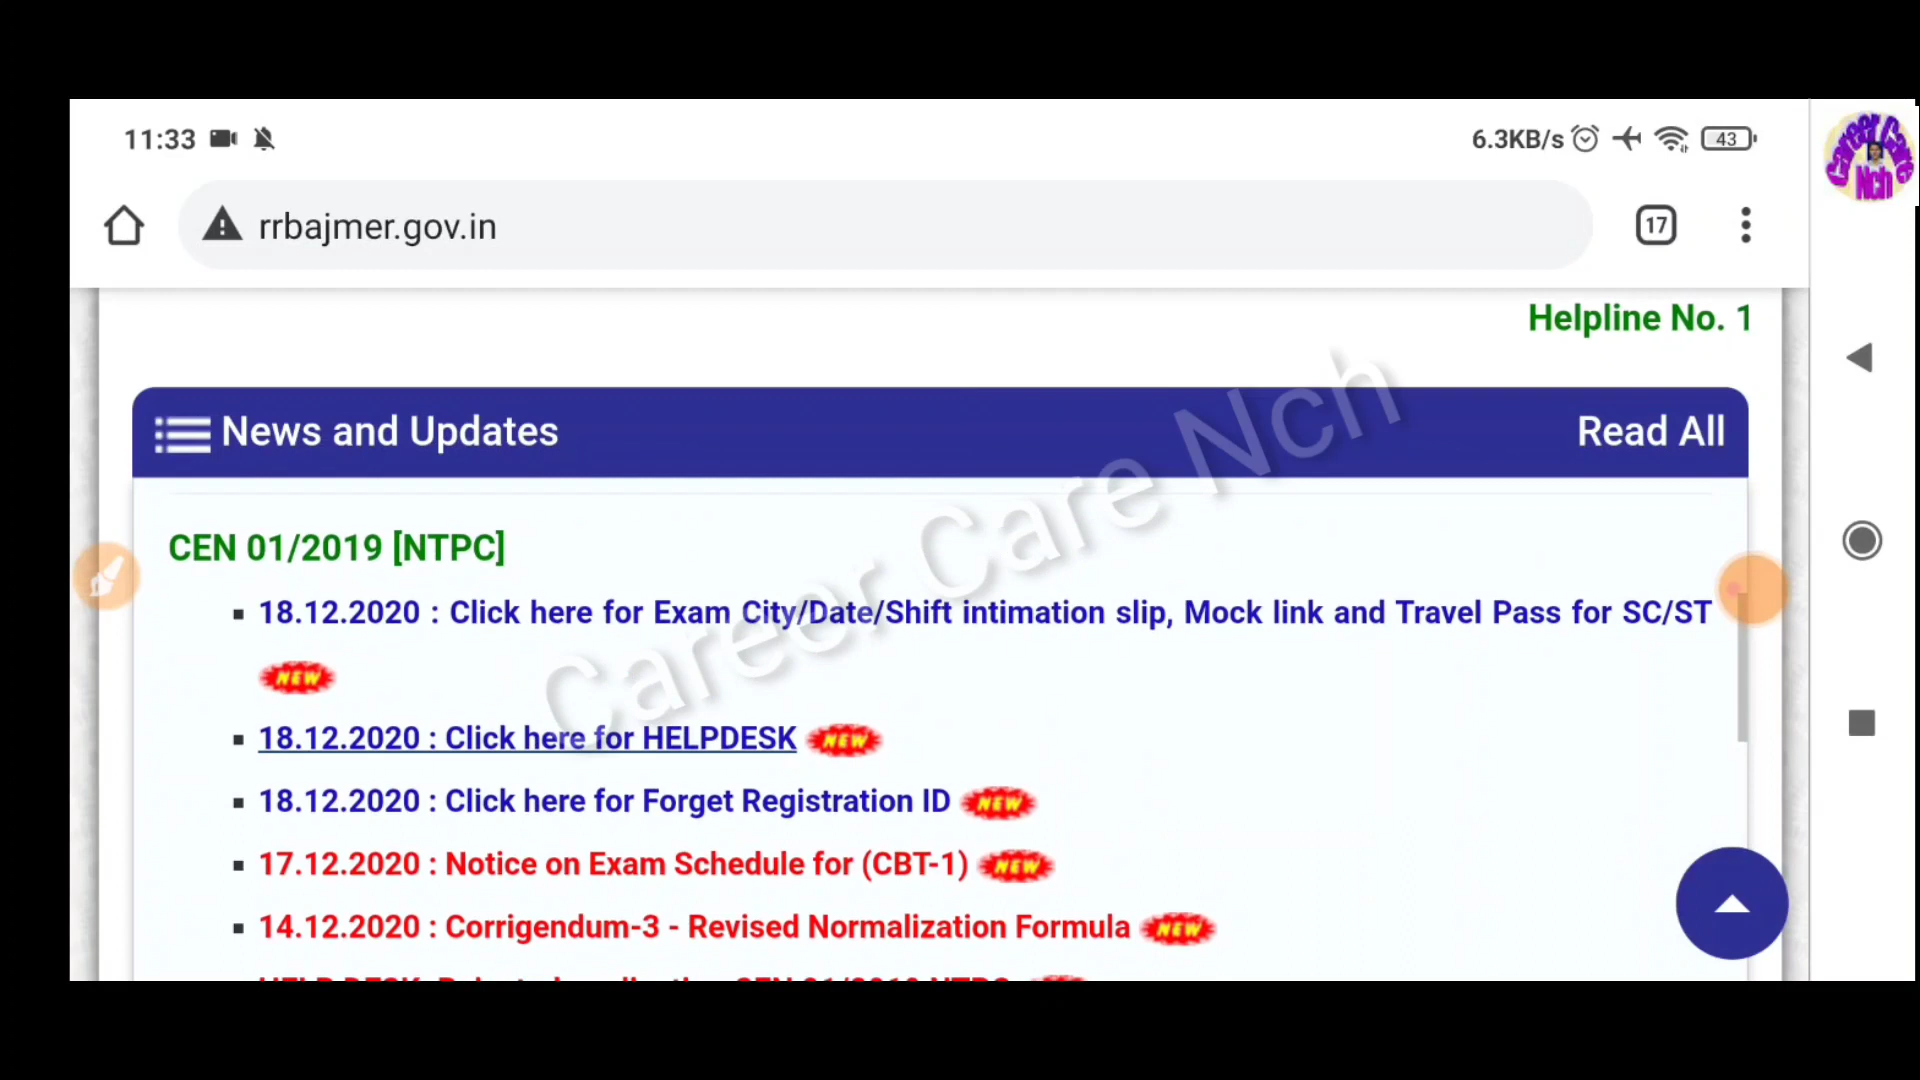 11:33
6.3KB/s
43
Career Care
Nch
rrbajmer.gov.in
17
Helpline No. 1
News and Updates
Read All
CEN 01/2019 [NTPC]
18.12.2020 : Click here for Exam City/Date/Shift intimation slip, Mock link and Travel Pass for SC/ST
NEW
18.12.2020 : Click here for HELPDESK NEW
18.12.2020 : Click here for Forget Registration ID NEW
17.12.2020 : Notice on Exam Schedule for (CBT-1) NEW
14.12.2020 : Corrigendum-3 - Revised Normalization Formula NEW
Career Care Nch